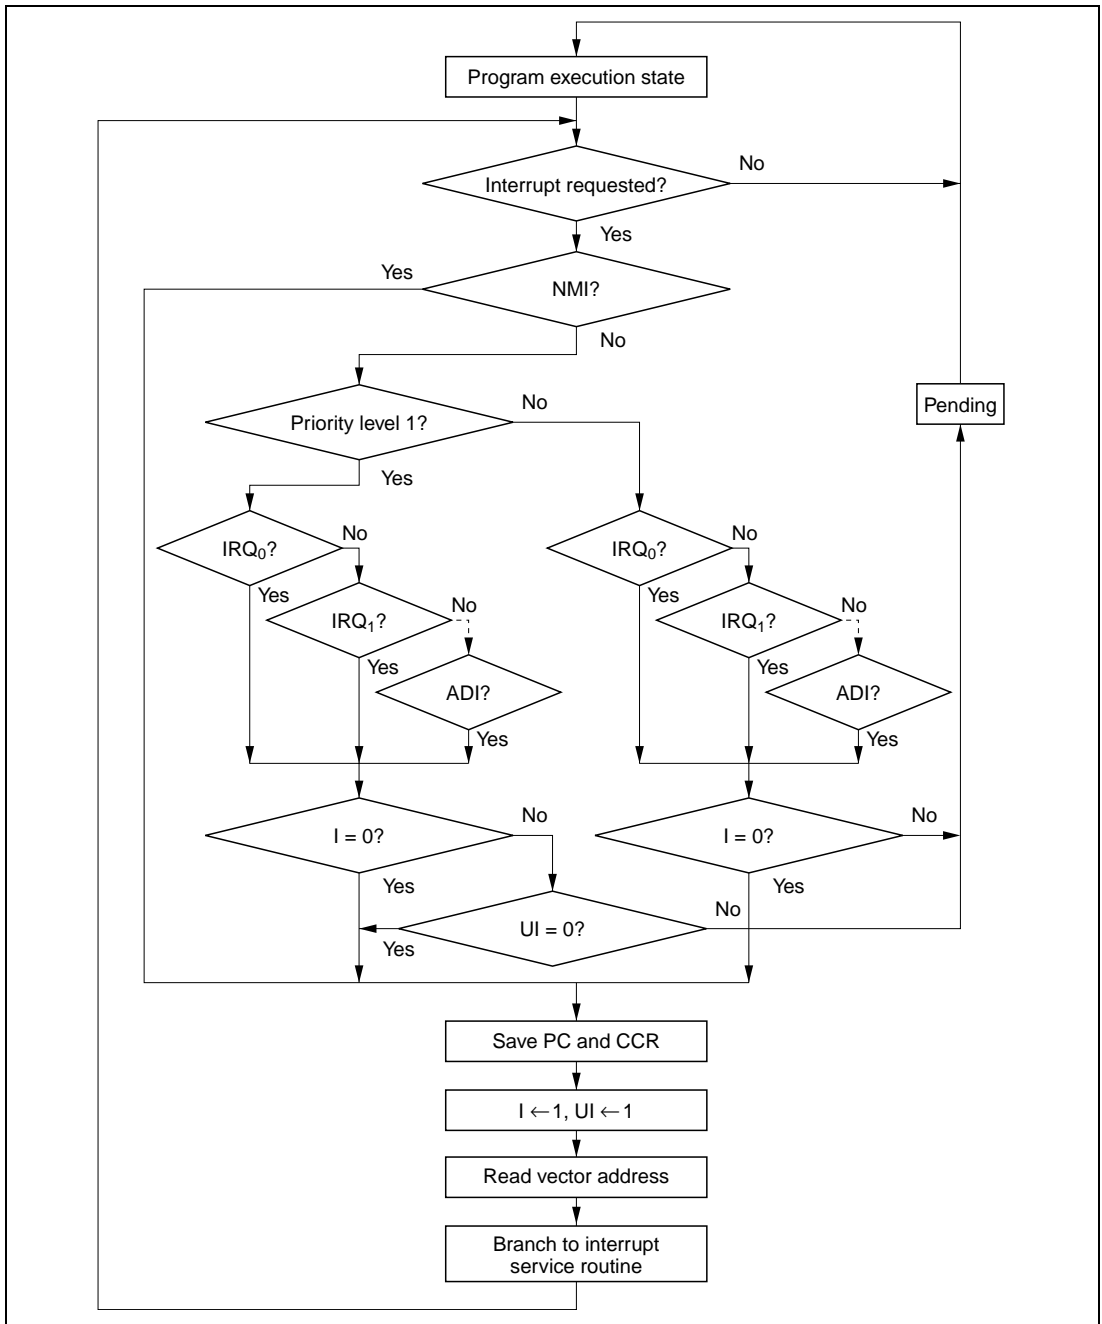 Program execution state
No
Interrupt requested?
Yes
Yes
NMI?
No
Pending
No
Priority level 1?
Yes
No
No
IRQ0?
IRQ0?
Yes
No
Yes
No
IRQ1?
IRQ1?
Yes
Yes
ADI?
ADI?
Yes
Yes
No
No
I = 0?
I = 0?
Yes
Yes
No
UI = 0?
Yes
Save PC and CCR
I ←1, UI ←1
Read vector address
Branch to interrupt
service routine